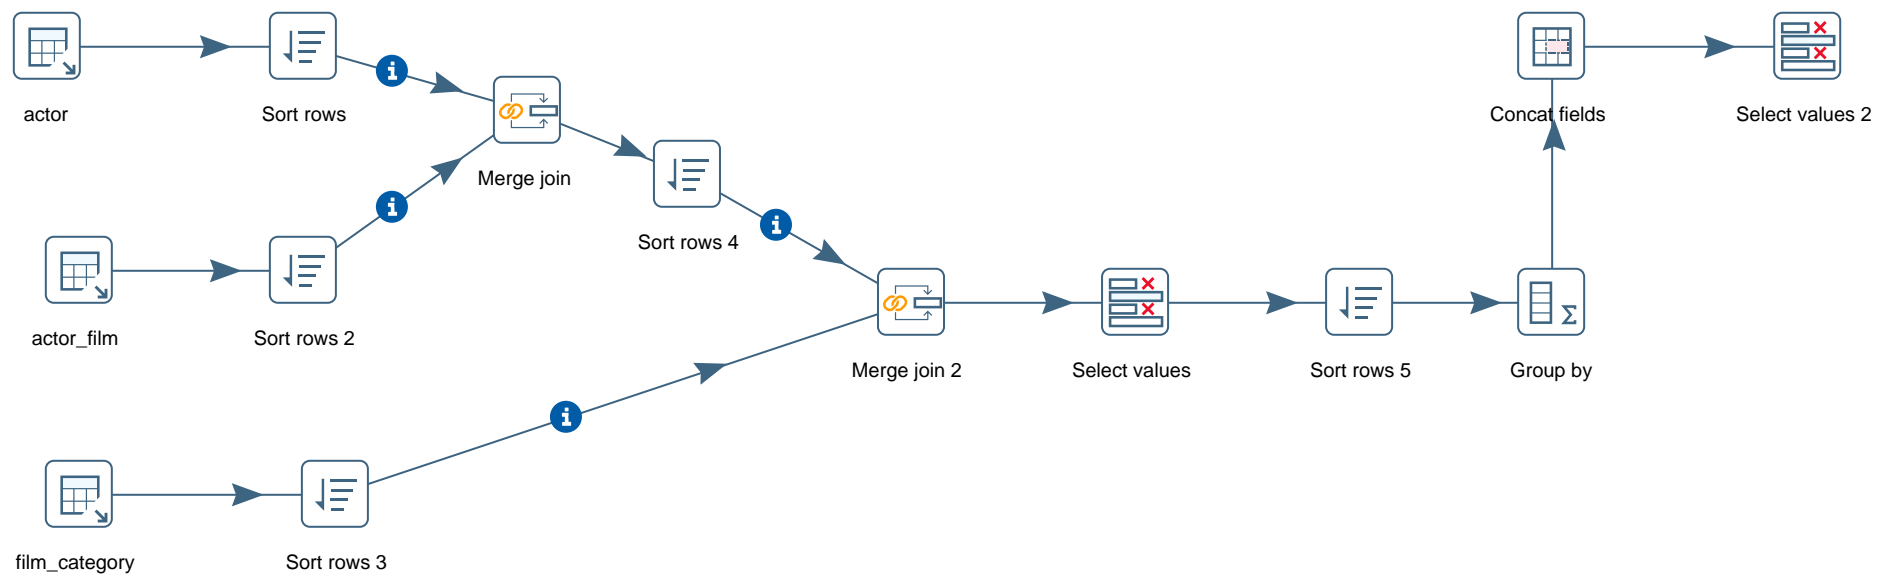 actor
Sort rows
Merge join
Concat fields
Select values 2
Sort rows 4
actor_film
Sort rows 2
Merge join 2
Select values
Sort rows 5
Group by
film_category
Sort rows 3